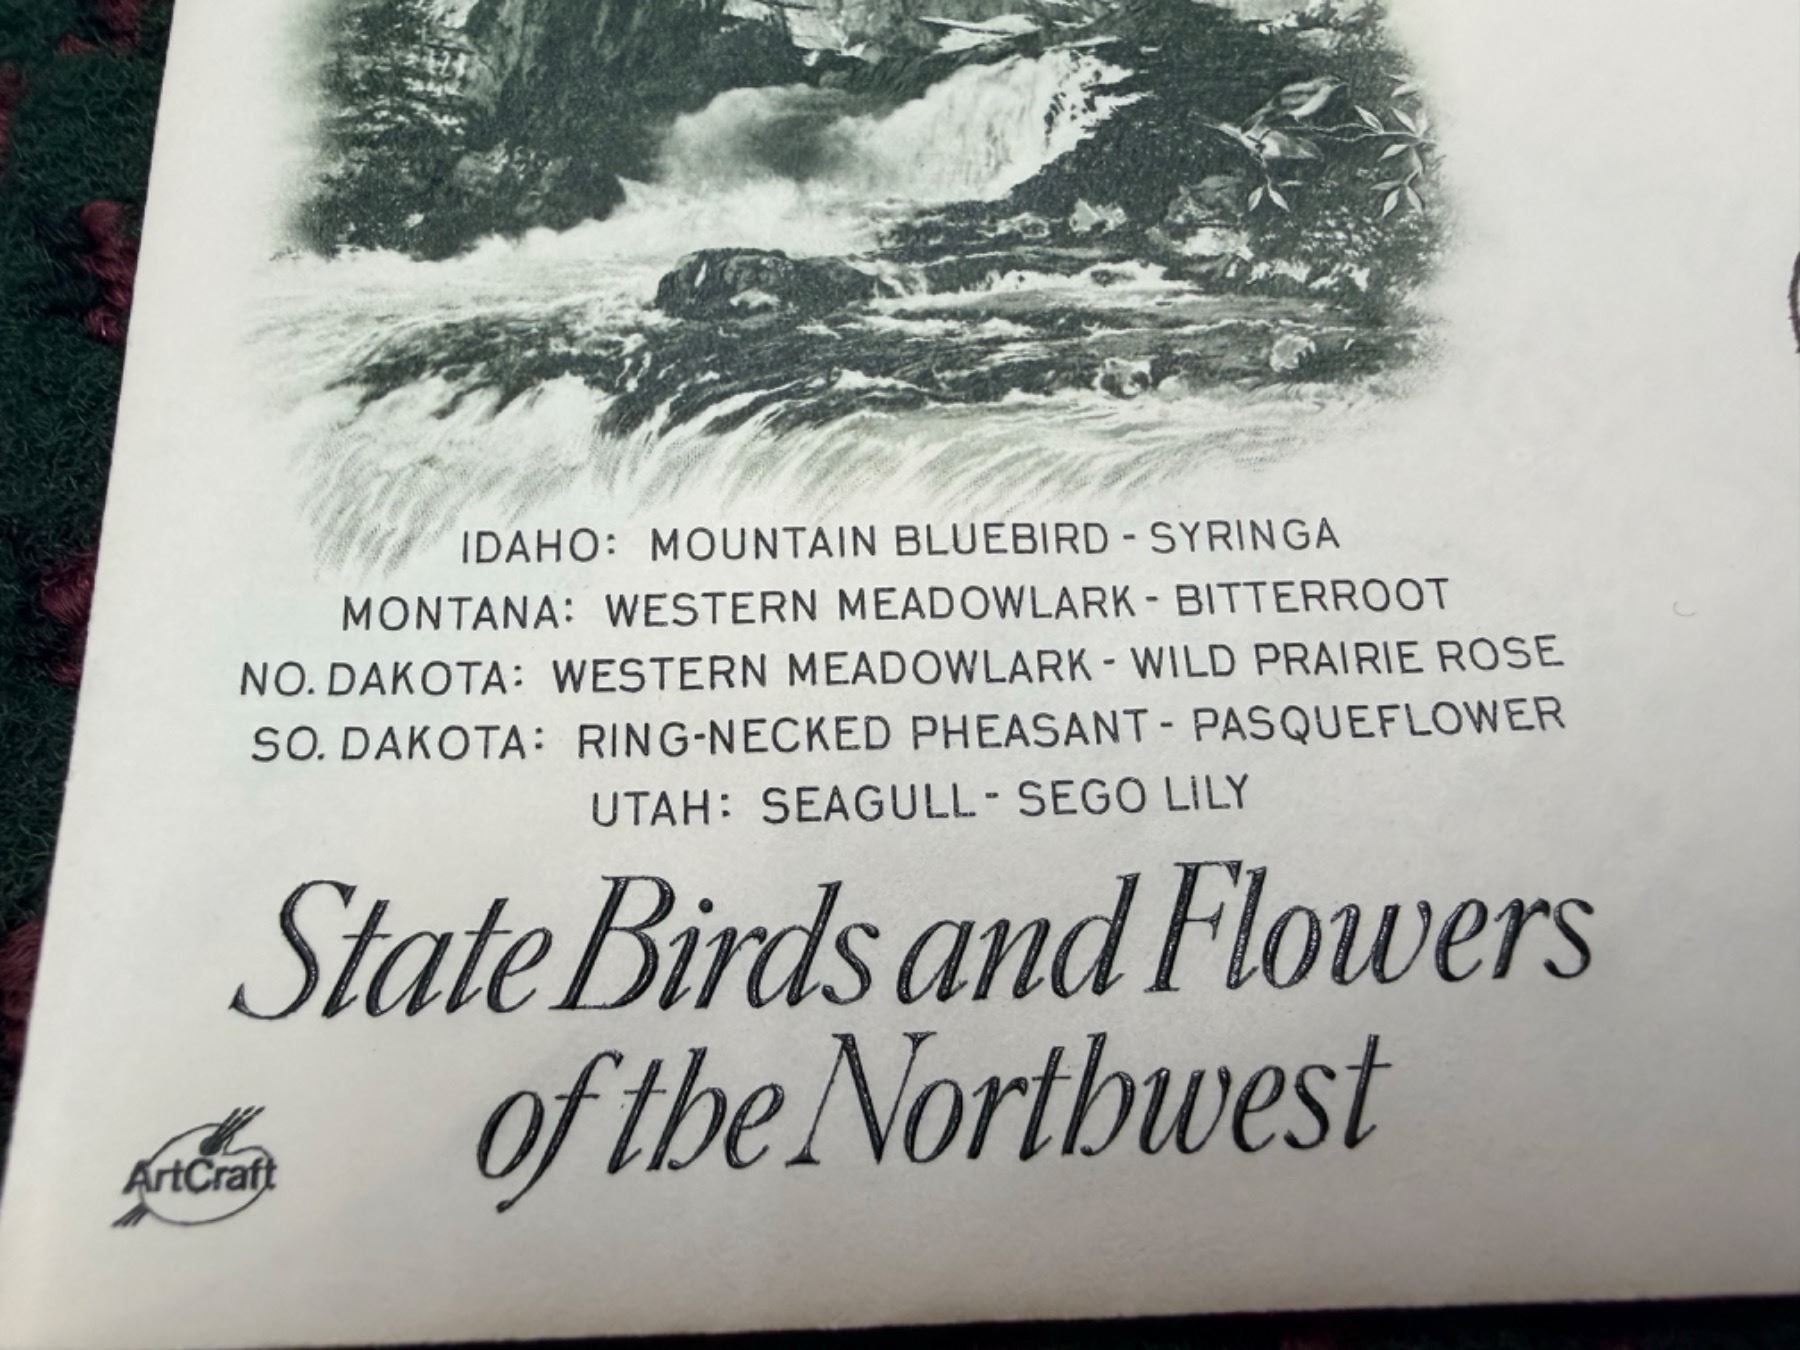 IDAHO: MOUNTAIN BLUEBIRD - SYRINGA
MONTANA: WESTERN MEADOWLARK - BITTERROOT
NO. DAKOTA: WESTERN MEADOWLARK - WILD PRAIRIE ROSE
SO. DAKOTA: RING-NECKED PHEASANT - PASQUEFLOWER
UTAH: SEAGULL - SEGO LILY
State Birds and Flowers
of the Northwest
ArtCraft